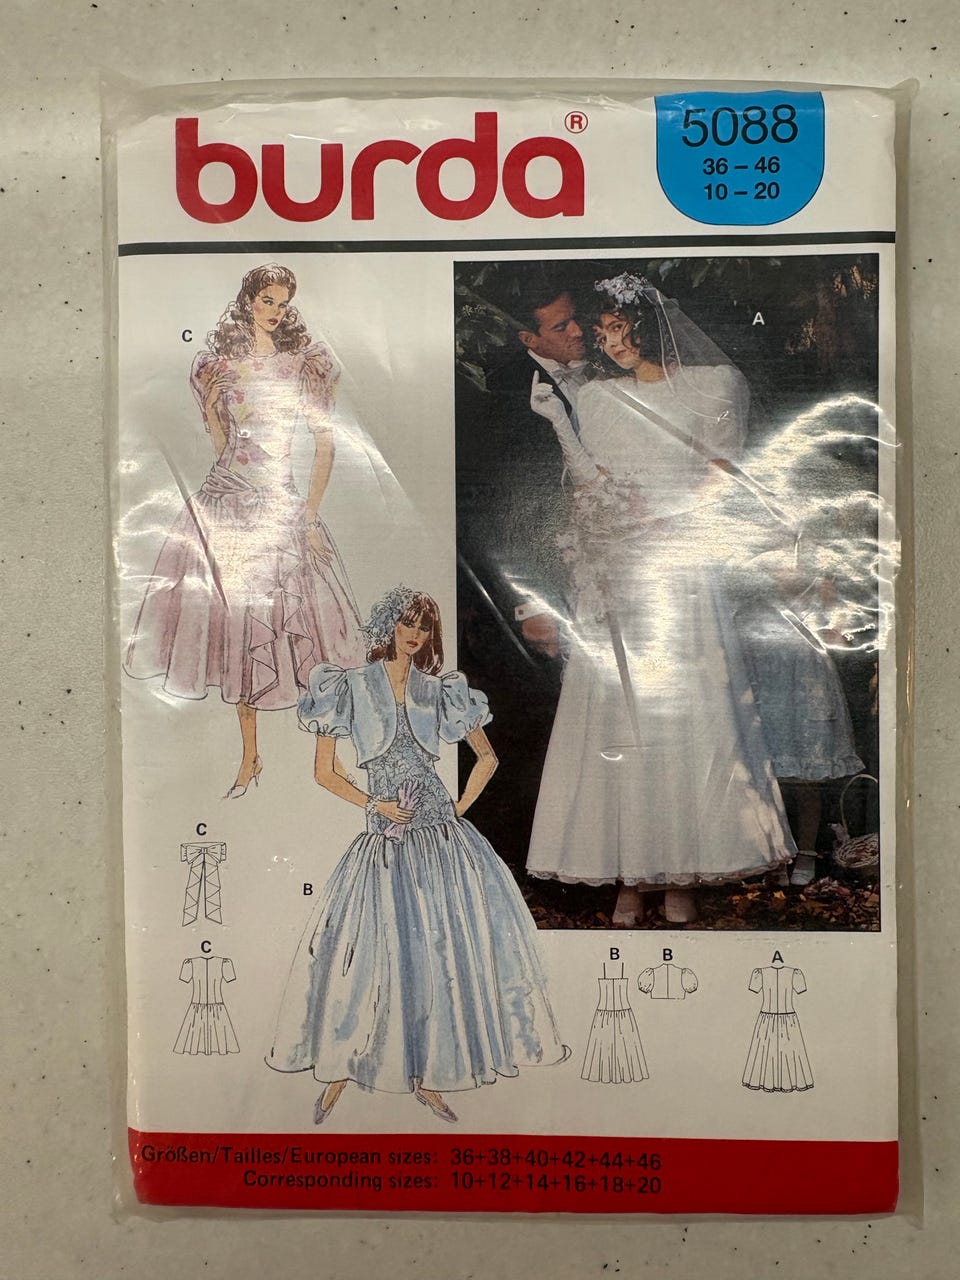 burda®
5088
36 – 46
10 – 20
C
A
C
B
C
B
B
A
Größen/Tailles/European sizes: 36+38+40+42+44+46
Corresponding sizes: 10+12+14+16+18+20